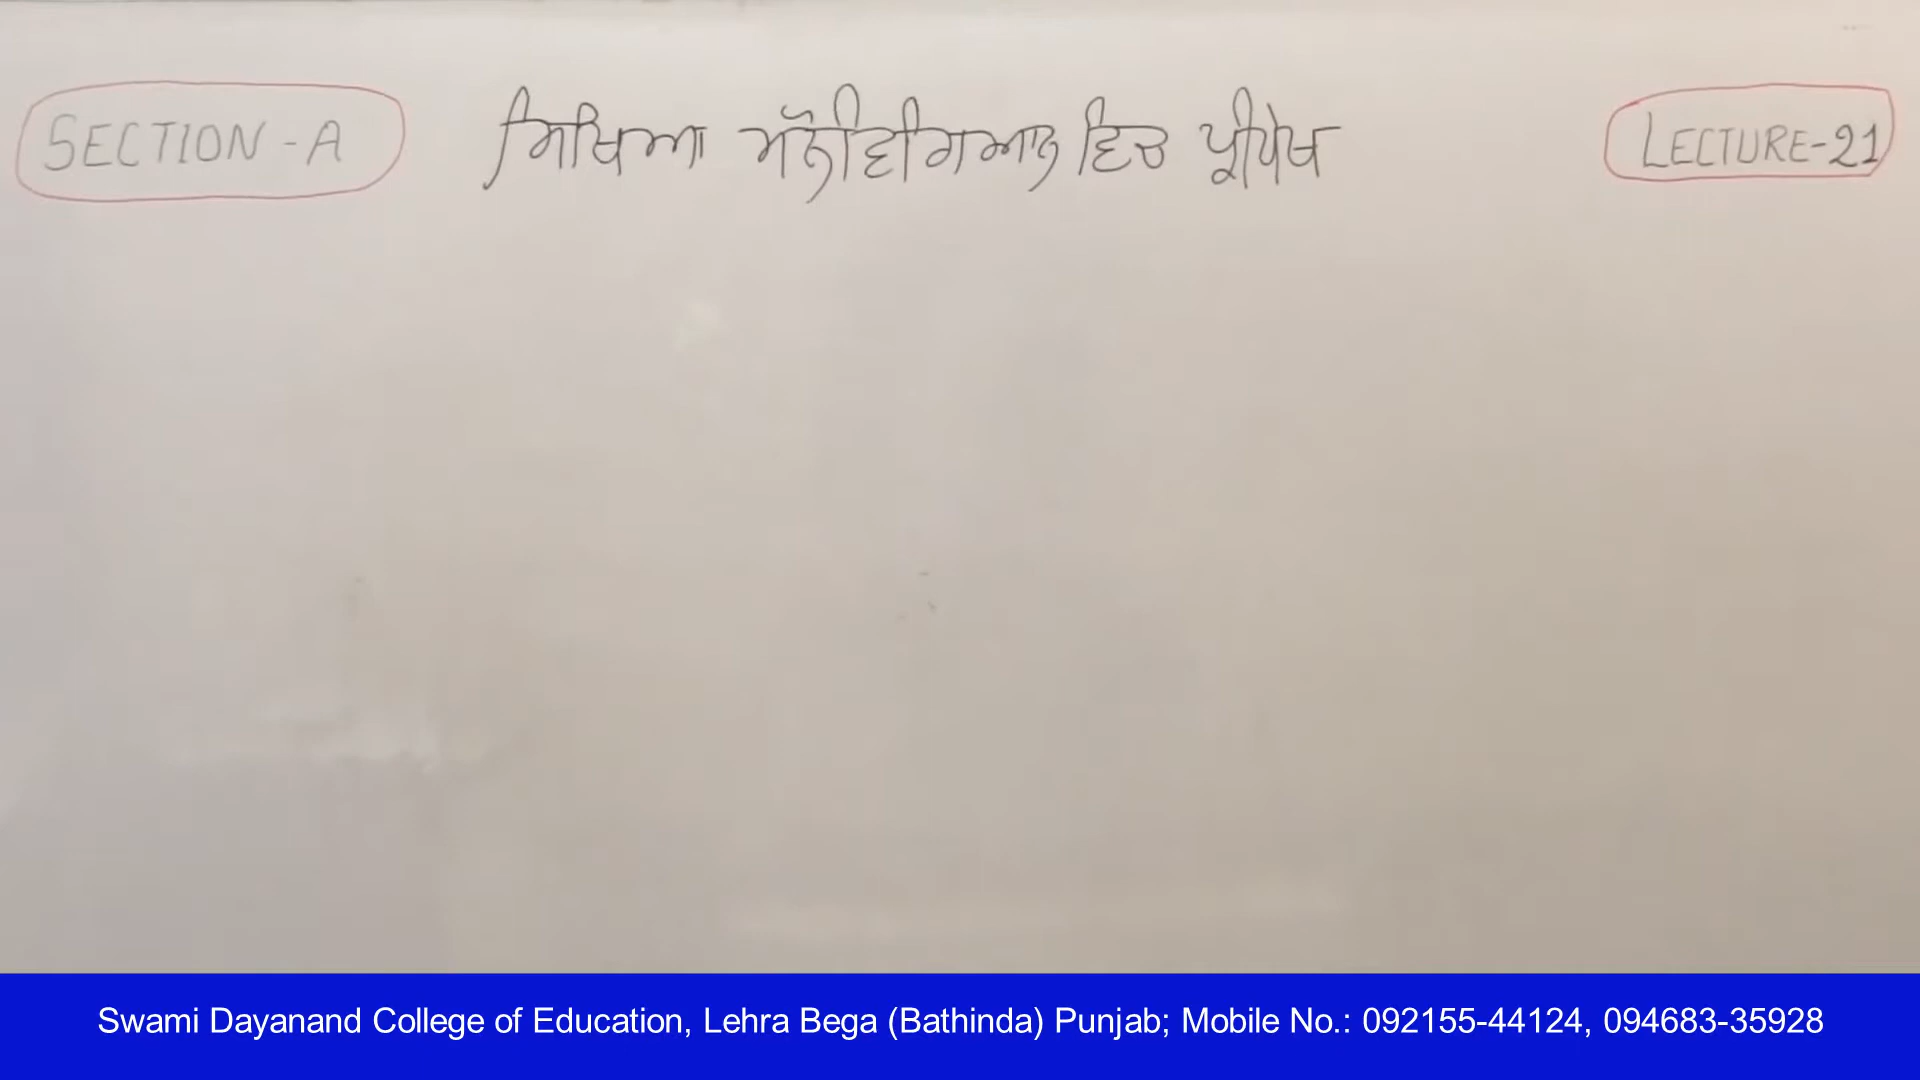 SECTION-A
ਸਿਖਿਆ ਮਨੋਵਿਗਿਆਨ ਵਿਚ ਪ੍ਰੀਖੇਖ
LECTURE-21
Swami Dayanand College of Education, Lehra Bega (Bathinda) Punjab; Mobile No.: 092155-44124, 094683-35928